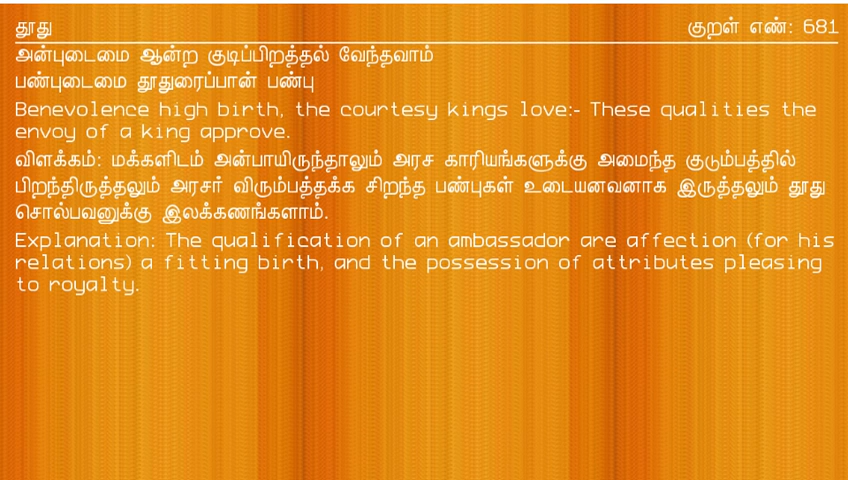 தூது குறள் எண்: 681
அன்புடைமை ஆன்ற குடிப்பிறத்தல் வேந்தவாம்
பண்புடைமை தூதுரைப்பான் பண்பு
Benevolence high birth, the courtesy kings love:- These qualities the
envoy of a king approve.
விளக்கம்: மக்களிடம் அன்பாயிருந்தாலும் அரச காரியங்களுக்கு அமைந்த குடும்பத்தில்
பிறந்திருத்தலும் அரசர் விரும்பத்தக்க சிறந்த பண்புகள் உடையனவனாக இருத்தலும் தூது
சொல்பவனுக்கு இலக்கணங்களாம்.
Explanation: The qualification of an ambassador are affection (for his
relations) a fitting birth, and the possession of attributes pleasing
to royalty.